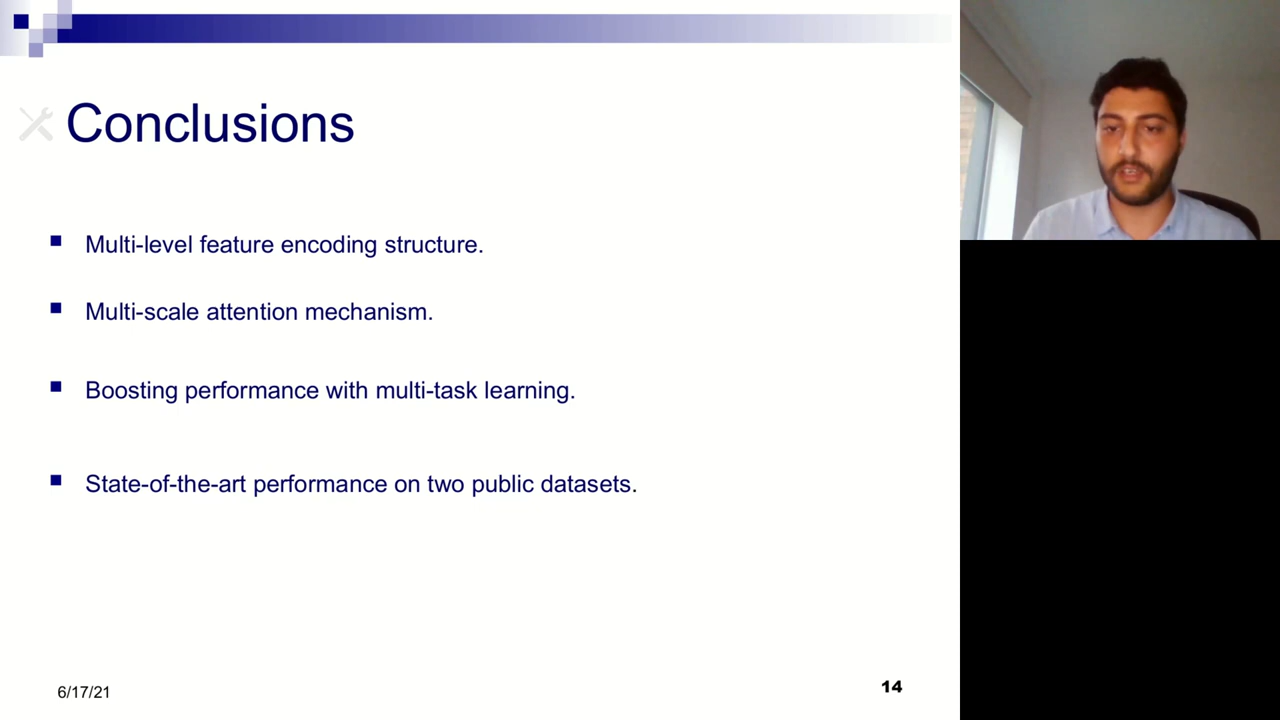 Conclusions
Multi-level feature encoding structure.
Multi-scale attention mechanism.
Boosting performance with multi-task learning.
State-of-the-art performance on two public datasets.
6/17/21
14